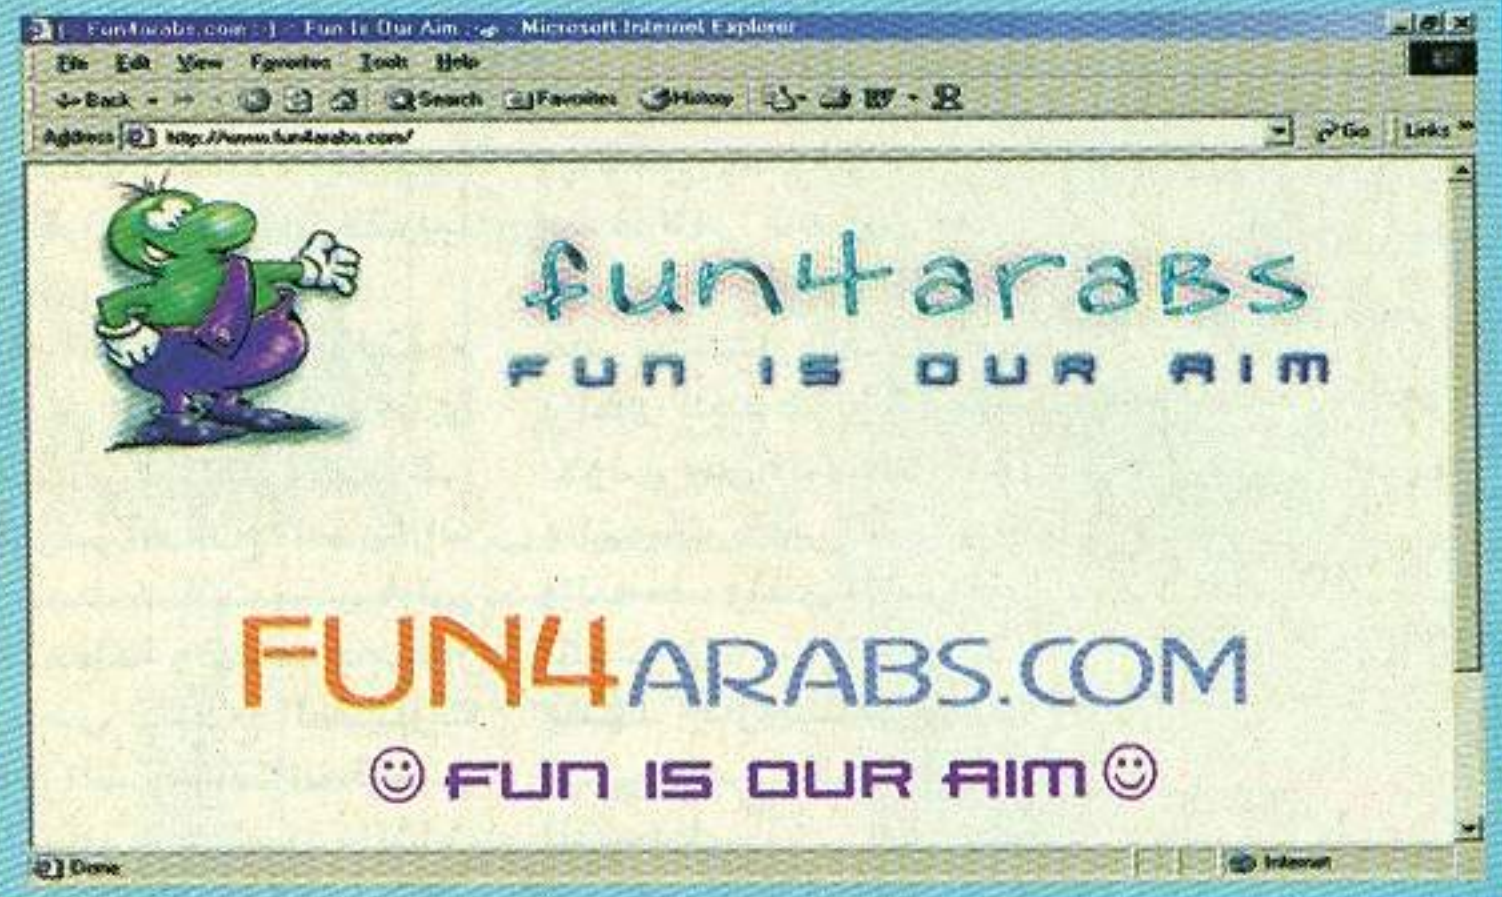 [ Fun4arabs.com :-] - Fun Is Our Aim :-@ - Microsoft Internet Explorer
File Edit View Favorites Tools Help
Back Search Favorites History
Address http://www.fun4arabs.com/ Go Links »
fun4arabs
FUN IS OUR AIM
FUN4ARABS.COM
FUN IS OUR AIM
Done Internet